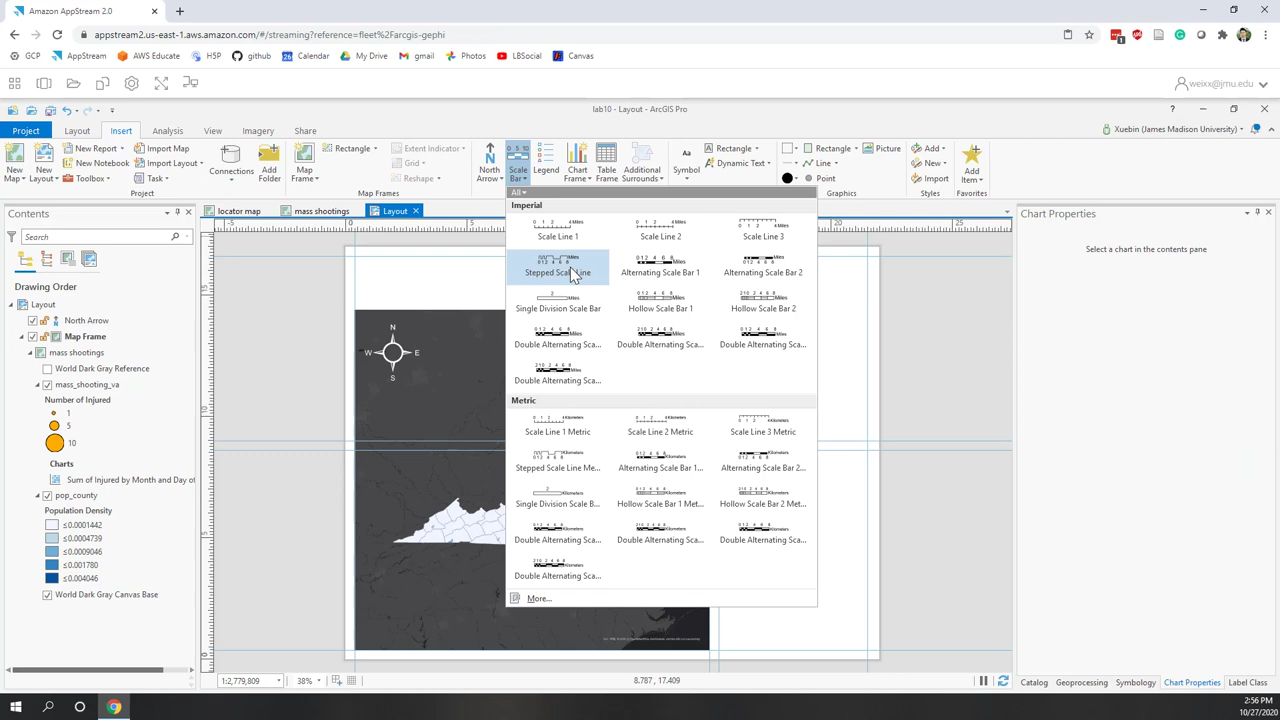 Amazon AppStream 2.0
appstream2.us-east-1.aws.amazon.com/#/streaming?reference=fleet%2Farcgis-gephi
GCP AppStream AWS Educate H5P github Calendar My Drive gmail Photos LBSocial Canvas
weixx@jmu.edu
lab10 - Layout - ArcGIS Pro
Project Layout Insert Analysis View Imagery Share
Xuebin (James Madison University)
New Map New Layout New Report New Notebook Toolbox Import Map Import Layout Task Connections Add Folder
Project
Map Frame Rectangle Extent Indicator Grid Reshape
Map Frames
North Arrow Scale Bar Legend Chart Frame Table Frame Additional Surrounds
Symbol Rectangle Dynamic Text
Rectangle Line Point Picture
Graphics
Add New Import
Styles
Add Item
Favorites
Contents
locator map mass shootings Layout
Search
Drawing Order
Layout
North Arrow
Map Frame
mass shootings
World Dark Gray Reference
mass_shooting_va
Number of Injured
1
5
10
Charts
Sum of Injured by Month and Day of
pop_county
Population Density
≤0.0001442
≤0.0004739
≤0.0009046
≤0.001780
≤0.004046
World Dark Gray Canvas Base
N
W E
S
All
Imperial
Scale Line 1 Scale Line 2 Scale Line 3
Stepped Scale Line Alternating Scale Bar 1 Alternating Scale Bar 2
Single Division Scale Bar Hollow Scale Bar 1 Hollow Scale Bar 2
Double Alternating Sca... Double Alternating Sca... Double Alternating Sca...
Double Alternating Sca...
Metric
Scale Line 1 Metric Scale Line 2 Metric Scale Line 3 Metric
Stepped Scale Line Me... Alternating Scale Bar 1... Alternating Scale Bar 2...
Single Division Scale B... Hollow Scale Bar 1 Met... Hollow Scale Bar 2 Met...
Double Alternating Sca... Double Alternating Sca... Double Alternating Sca...
Double Alternating Sca...
More...
Chart Properties
Select a chart in the contents pane
1:2,779,809 38% 8.787 , 17.409
Catalog Geoprocessing Chart Properties Symbology Label Class
2:56 PM
10/27/2020